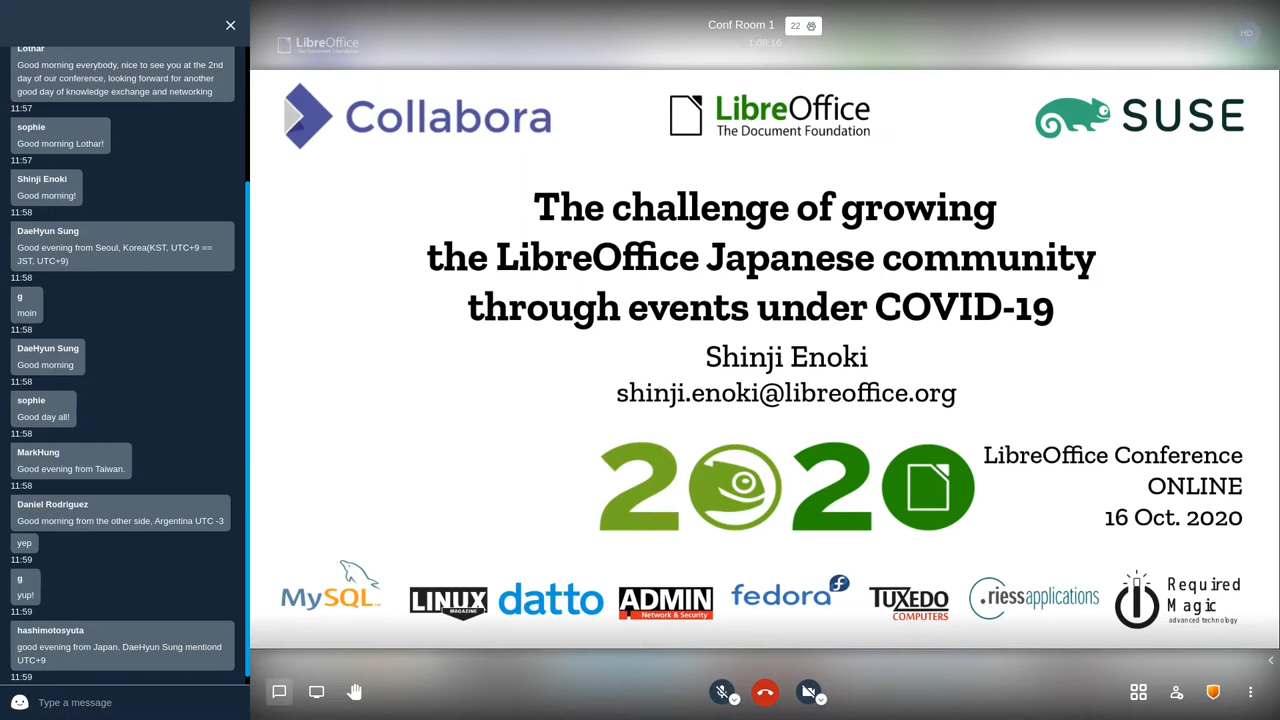 Lothar
Good morning everybody, nice to see you at the 2nd
day of our conference, looking forward for another
good day of knowledge exchange and networking
11:57
sophie
Good morning Lothar!
11:57
Shinji Enoki
Good morning!
11:58
DaeHyun Sung
Good evening from Seoul, Korea(KST, UTC+9 ==
JST, UTC+9)
11:58
g
moin
11:58
DaeHyun Sung
Good morning
11:58
sophie
Good day all!
11:58
MarkHung
Good evening from Taiwan.
11:58
Daniel Rodriguez
Good morning from the other side, Argentina UTC -3
yep
11:59
g
yup!
11:59
hashimotosyuta
good evening from Japan. DaeHyun Sung mentiond
UTC+9
11:59
Type a message
Conf Room 1
22
1:08:16
HD
LibreOffice
The Document Foundation
Collabora
LibreOffice
The Document Foundation
SUSE
The challenge of growing
the LibreOffice Japanese community
through events under COVID-19
Shinji Enoki
shinji.enoki@libreoffice.org
2020
LibreOffice Conference
ONLINE
16 Oct. 2020
MySQL
LINUX
MAGAZINE
datto
ADMIN
Network & Security
fedora
TUXEDO
COMPUTERS
.riessapplications
Required
Magic
advanced technology